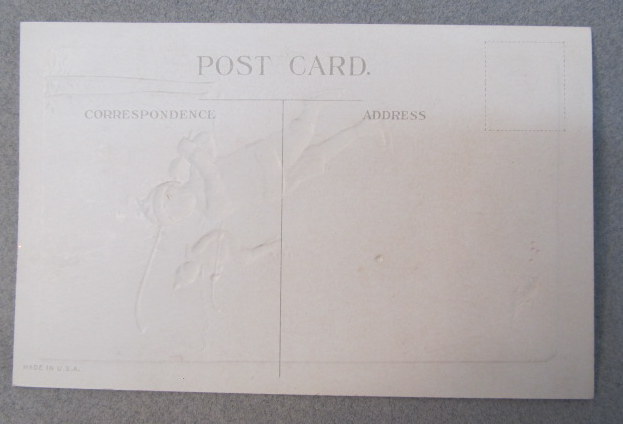 POST CARD.
CORRESPONDENCE
ADDRESS
MADE IN U.S.A.